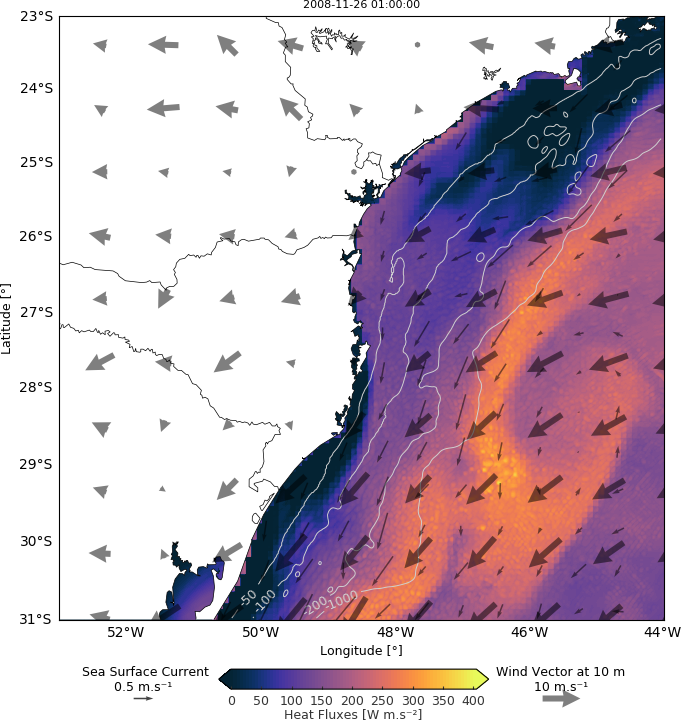 2008-11-26 01:00:00
23°S
24°S
25°S
26°S
27°S
28°S
29°S
30°S
31°S
Latitude [°]
-50
-100
-200
-1000
52°W 50°W 48°W 46°W 44°W
Longitude [°]
Sea Surface Current
0.5 m.s⁻¹
Wind Vector at 10 m
10 m.s⁻¹
0 50 100 150 200 250 300 350 400
Heat Fluxes [W m.s⁻²]